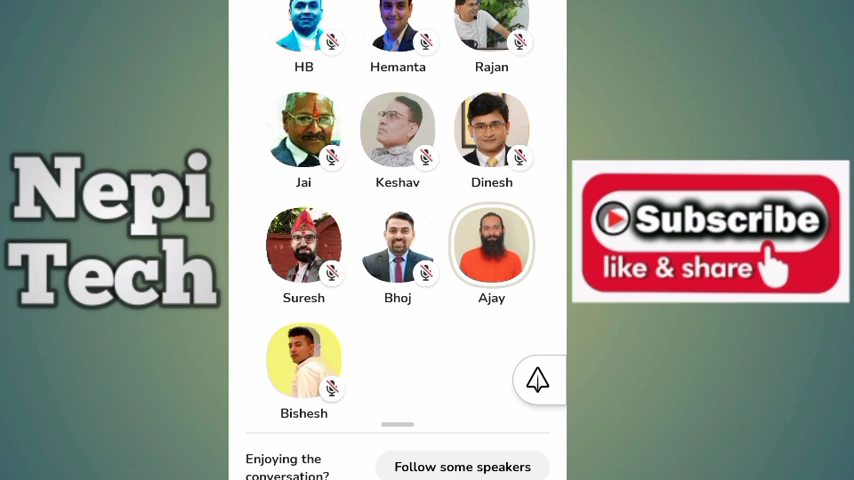 HB Hemanta Rajan
Jai Keshav Dinesh
Suresh Bhoj Ajay
Bishesh
Enjoying the
conversation?
Follow some speakers
Nepi
Tech
Subscribe
like & share